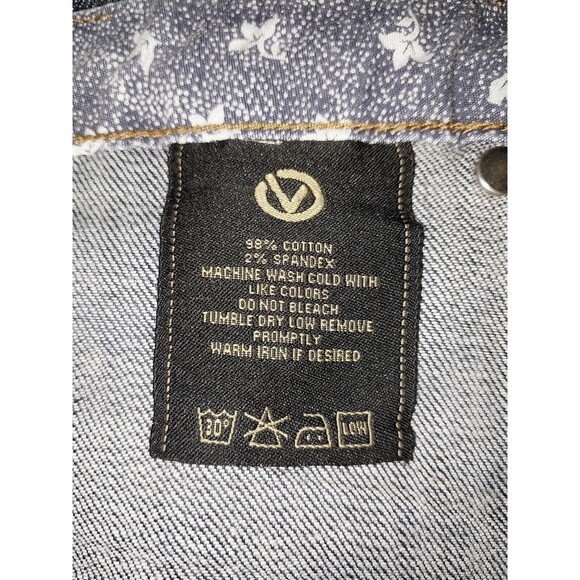 V
98% COTTON
2% SPANDEX
MACHINE WASH COLD WITH
LIKE COLORS
DO NOT BLEACH
TUMBLE DRY LOW REMOVE
PROMPTLY
WARM IRON IF DESIRED
30° LOW